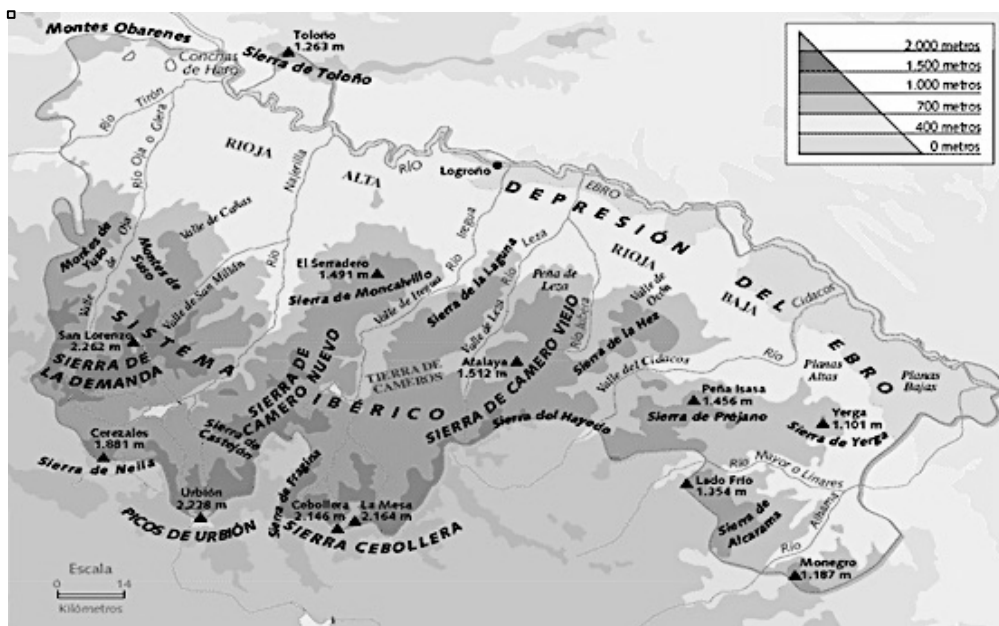 Montes Obarenes
Toloño
1.263 m
Sierra de Toloño
Conchas
de Haro
Río Tirón
Río Oja o Glera
RIOJA
ALTA
Najerilla
Río
RÍO
EBRO
Logroño
DEPRESIÓN
DEL
EBRO
RIOJA
BAJA
Iregua
Río
Leza
Río
Cidacos
Río
Montes de
Yuso
Valle de Oja
Montes de
Suso
Valle de Cañas
Valle de San Millán
El Serradero
1.491 m
Sierra de Moncalvillo
Valle de Iregua
Sierra de la Laguna
Peña de
Leza
Valle de Leza
Río Jubera
Valle de
Ocón
Sierra de la Hez
San Lorenzo
2.262 m
SISTEMA
IBÉRICO
SIERRA DE
LA DEMANDA
SIERRA DE
CAMERO NUEVO
TIERRA DE
CAMEROS
Atalaya
1.512 m
SIERRA DE CAMERO VIEJO
Valle del Cidacos
Planas
Altas
Planas
Bajas
Peña Isasa
1.456 m
Sierra de Préjano
Yerga
1.101 m
Sierra de Yerga
Sierra del Hayedo
Cerezales
1.881 m
Sierra de Neila
Sierra de
Castejón
Urbión
2.228 m
PICOS DE URBIÓN
Sierra de Fragina
Cebollera
2.146 m
La Mesa
2.164 m
SIERRA CEBOLLERA
Río Mayor o Linares
Lado Frío
1.354 m
Sierra de
Alcarama
Río Alhama
Monegro
1.187 m
Escala
0 14
Kilómetros
2.000 metros
1.500 metros
1.000 metros
700 metros
400 metros
0 metros